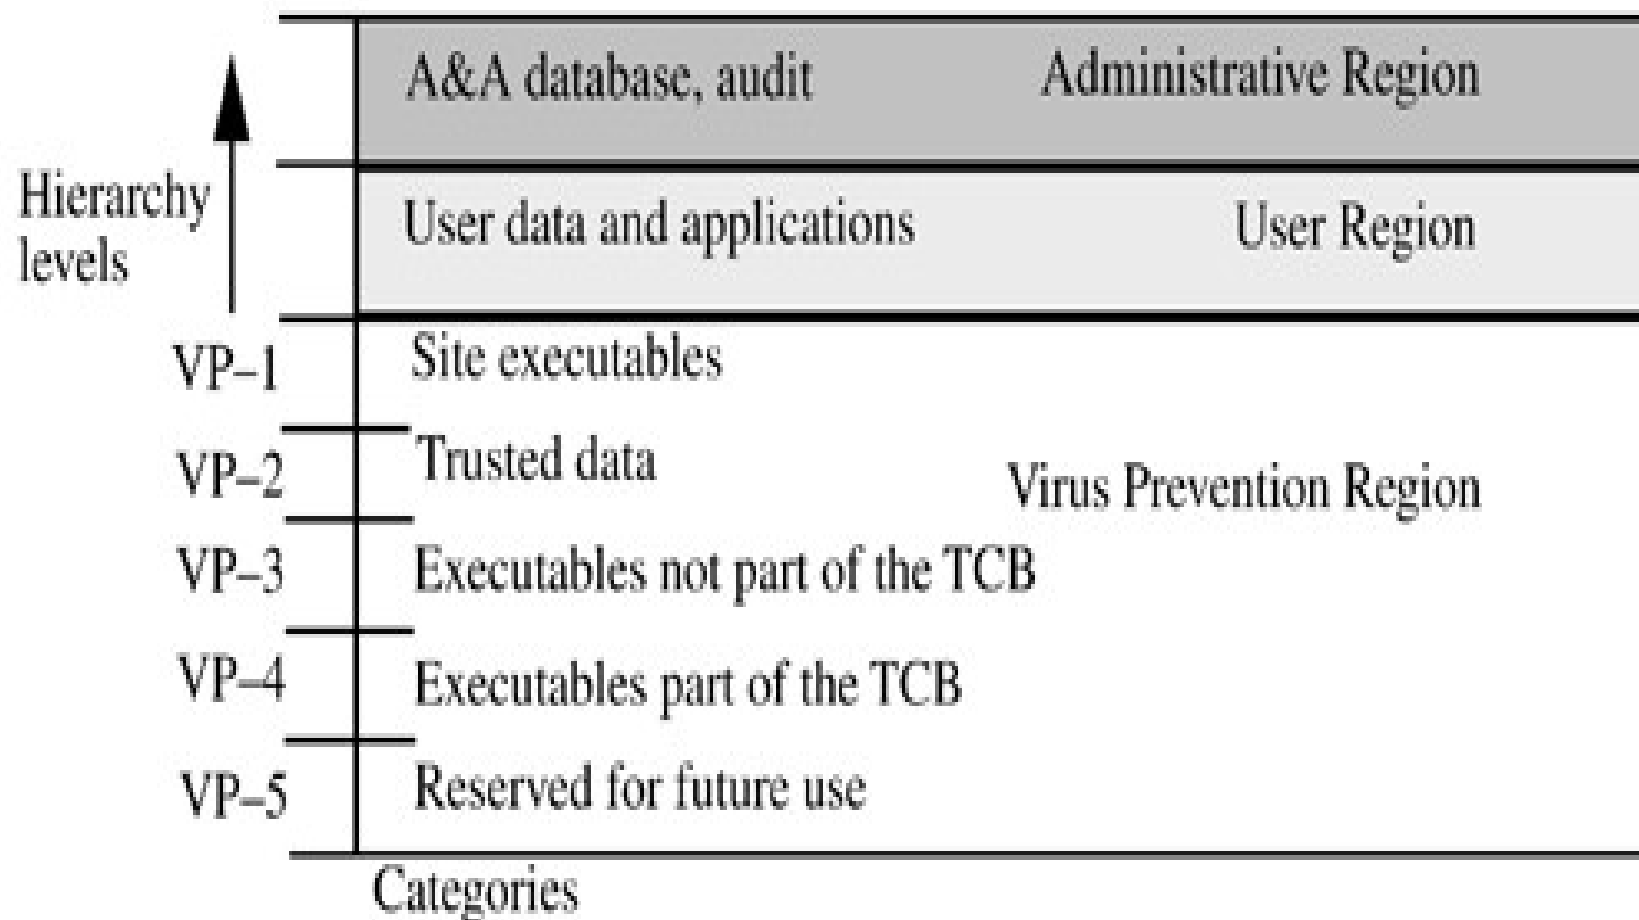 A&A database, audit Administrative Region
Hierarchy
levels
User data and applications User Region
VP–1 Site executables
VP–2 Trusted data
Virus Prevention Region
VP–3 Executables not part of the TCB
VP–4 Executables part of the TCB
VP–5 Reserved for future use
Categories